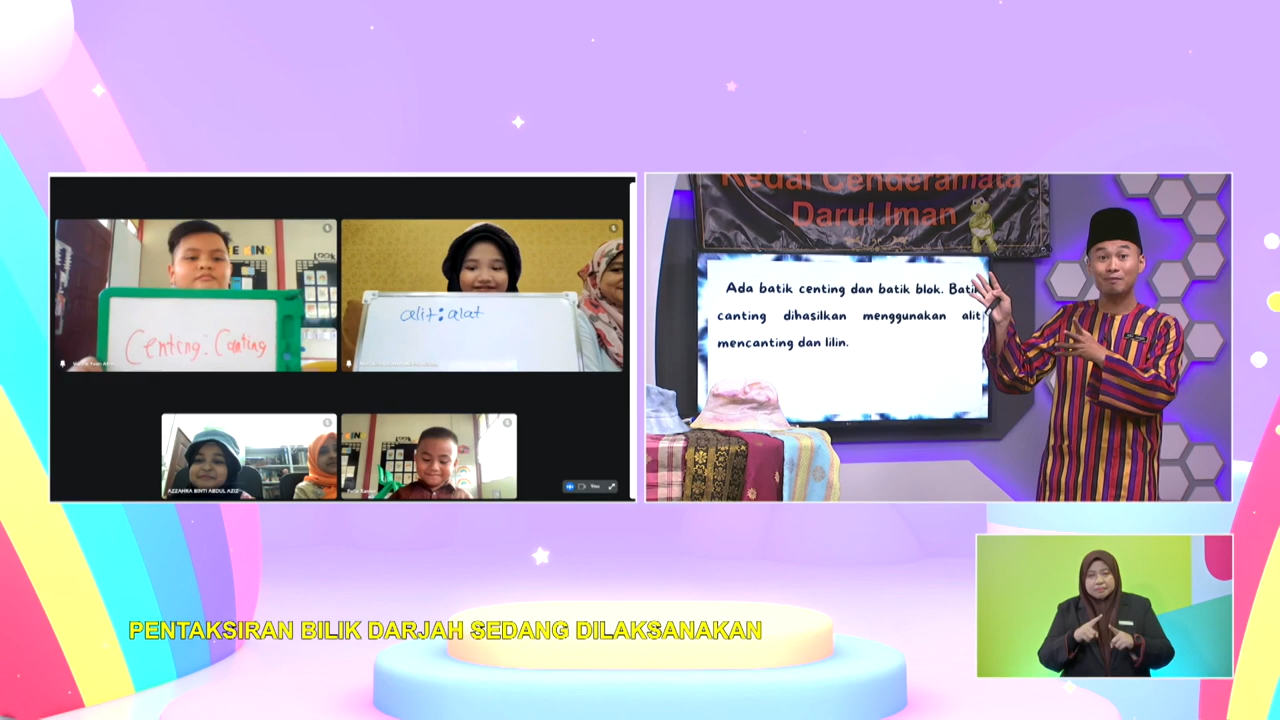 Centing: Canting
alit: alat
AZZAHRA BINTI ABDUL AZIZ
You
Kedai Cenderamata
Darul Iman
Ada batik centing dan batik blok. Batik
canting dihasilkan menggunakan alit
mencanting dan lilin.
PENTAKSIRAN BILIK DARJAH SEDANG DILAKSANAKAN